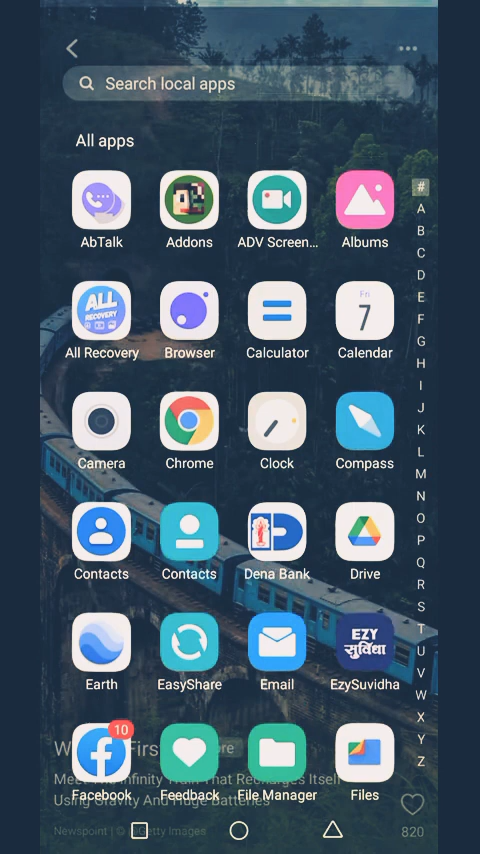 Search local apps
All apps
#
AbTalk Addons ADV Screen... Albums
A
B
C
D
ALL
RECOVERY
Fri
7
E
F
G
All Recovery Browser Calculator Calendar
H
I
J
K
L
Camera Chrome Clock Compass
M
N
O
P
Q
Contacts Contacts Dena Bank Drive
R
S
T
EZY
सुविधा
U
V
Earth EasyShare Email EzySuvidha
W
X
10
Y
Z
Meet The Infinity Train That Recharges Itself
Facebook Feedback File Manager Files
Using Gravity And Huge Batteries
Newspoint | © Getty Images
820